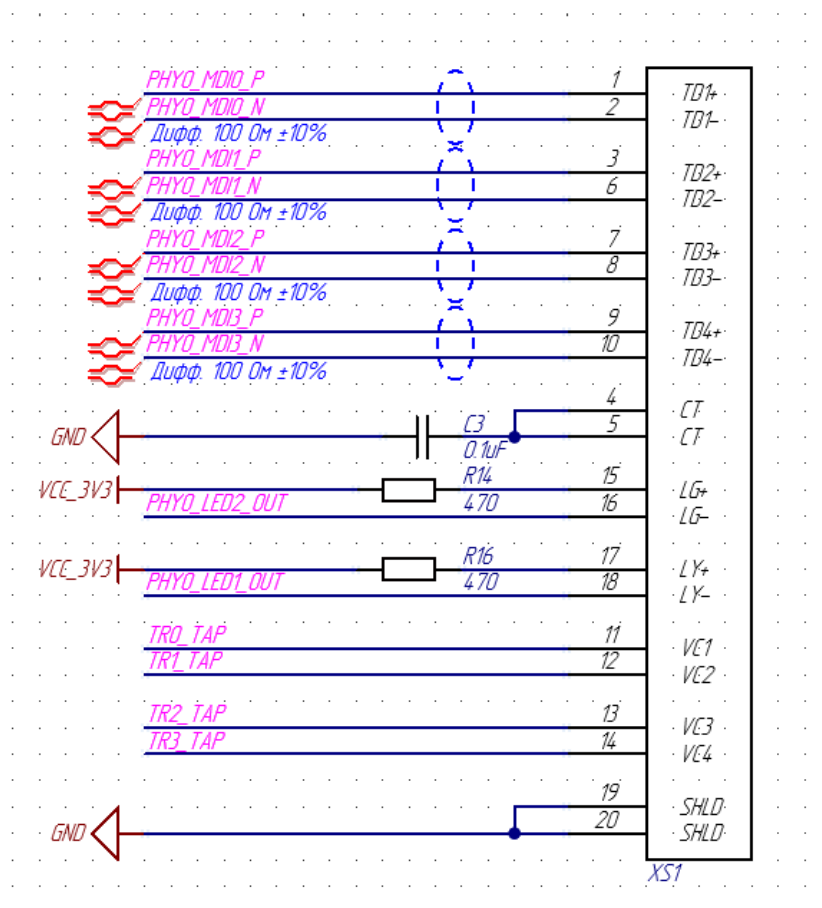 PHY0_MDI0_P 1 TD1+
PHY0_MDI0_N 2 TD1-
Дифф. 100 Ом ±10%
PHY0_MDI1_P 3 TD2+
PHY0_MDI1_N 6 TD2-
Дифф. 100 Ом ±10%
PHY0_MDI2_P 7 TD3+
PHY0_MDI2_N 8 TD3-
Дифф. 100 Ом ±10%
PHY0_MDI3_P 9 TD4+
PHY0_MDI3_N 10 TD4-
Дифф. 100 Ом ±10%
4 CT
GND C3 5 CT
0.1uF
VCC_3V3 R14 15 LG+
PHY0_LED2_OUT 470 16 LG-
VCC_3V3 R16 17 LY+
PHY0_LED1_OUT 470 18 LY-
TR0_TAP 11 VC1
TR1_TAP 12 VC2
TR2_TAP 13 VC3
TR3_TAP 14 VC4
19 SHLD
GND 20 SHLD
XS1